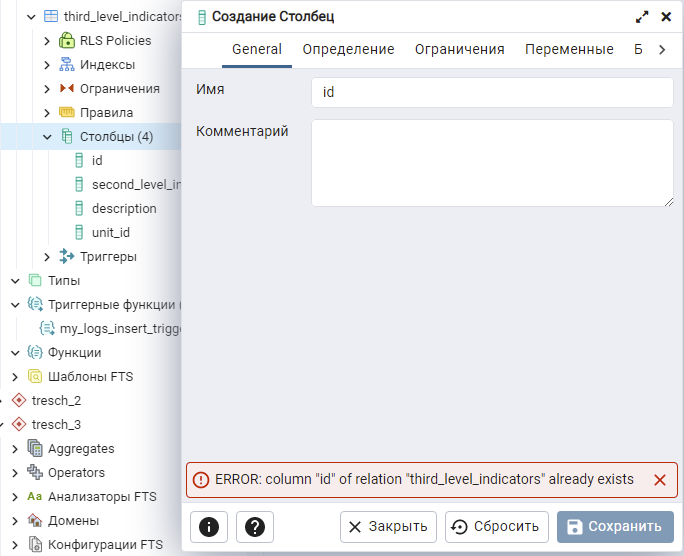 third_level_indicators
RLS Policies
Индексы
Ограничения
Правила
Столбцы (4)
id
second_level_in
description
unit_id
Триггеры
Типы
Триггерные функции (
my_logs_insert_trigg
Функции
Шаблоны FTS
tresch_2
tresch_3
Aggregates
Operators
Aa Анализаторы FTS
Домены
Конфигурации FTS
Создание Столбец
General Определение Ограничения Переменные Б
Имя id
Комментарий
ERROR: column "id" of relation "third_level_indicators" already exists
Закрыть Сбросить Сохранить